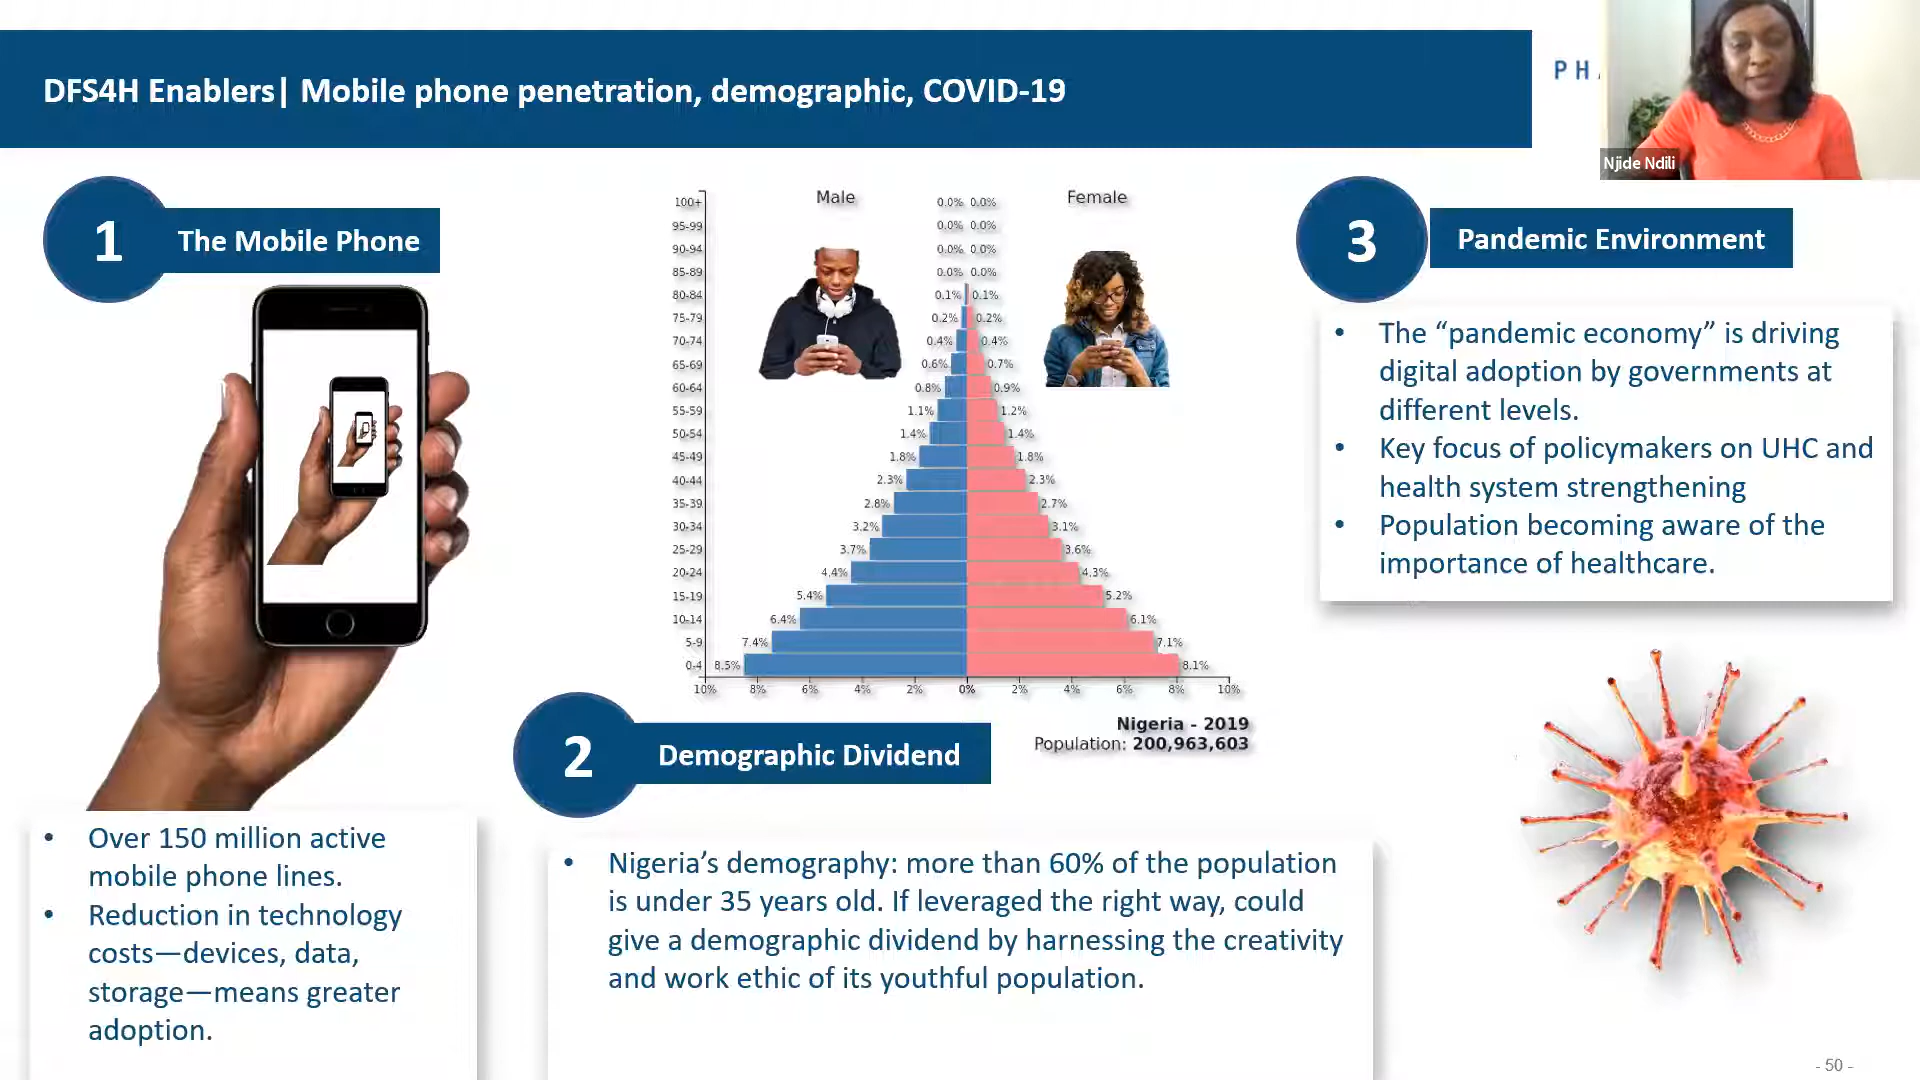 DFS4H Enablers| Mobile phone penetration, demographic, COVID-19
PHA
Njide Ndili
1
The Mobile Phone
Over 150 million active
mobile phone lines.
Reduction in technology
costs—devices, data,
storage—means greater
adoption.
Male
Female
100+ 0.0% 0.0%
95-99 0.0% 0.0%
90-94 0.0% 0.0%
85-89 0.0% 0.0%
80-84 0.1% 0.1%
75-79 0.2% 0.2%
70-74 0.4% 0.4%
65-69 0.6% 0.7%
60-64 0.8% 0.9%
55-59 1.1% 1.2%
50-54 1.4% 1.4%
45-49 1.8% 1.8%
40-44 2.3% 2.3%
35-39 2.8% 2.7%
30-34 3.2% 3.1%
25-29 3.7% 3.6%
20-24 4.4% 4.3%
15-19 5.4% 5.2%
10-14 6.4% 6.1%
5-9 7.4% 7.1%
0-4 8.5% 8.1%
10% 8% 6% 4% 2% 0% 2% 4% 6% 8% 10%
Nigeria - 2019
Population: 200,963,603
2
Demographic Dividend
Nigeria’s demography: more than 60% of the population
is under 35 years old. If leveraged the right way, could
give a demographic dividend by harnessing the creativity
and work ethic of its youthful population.
3
Pandemic Environment
The “pandemic economy” is driving
digital adoption by governments at
different levels.
Key focus of policymakers on UHC and
health system strengthening
Population becoming aware of the
importance of healthcare.
- 50 -